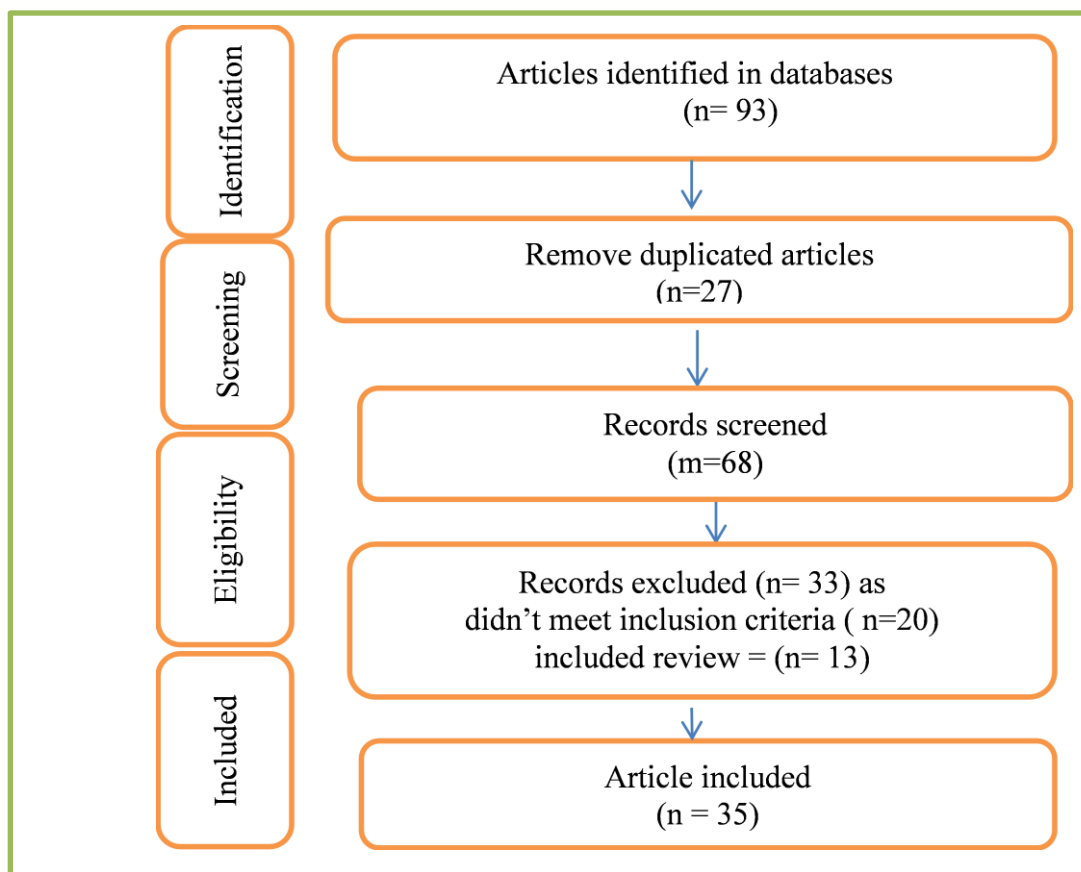 Identification
Articles identified in databases
(n= 93)
Screening
Remove duplicated articles
(n=27)
Records screened
(m=68)
Eligibility
Records excluded (n= 33) as
didn’t meet inclusion criteria ( n=20)
included review = (n= 13)
Included
Article included
(n = 35)